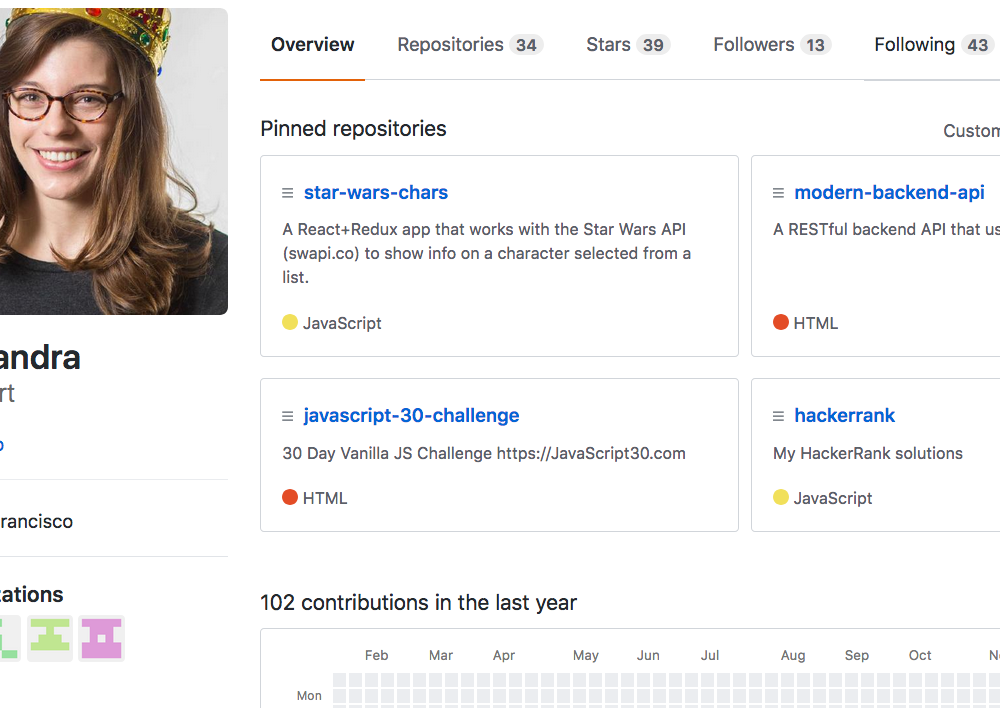 Overview Repositories 34 Stars 39 Followers 13 Following 43
Pinned repositories
Custom
star-wars-chars
A React+Redux app that works with the Star Wars API
(swapi.co) to show info on a character selected from a
list.
JavaScript
modern-backend-api
A RESTful backend API that us
HTML
javascript-30-challenge
30 Day Vanilla JS Challenge https://JavaScript30.com
HTML
hackerrank
My HackerRank solutions
JavaScript
andra
rt
rancisco
zations
102 contributions in the last year
Feb Mar Apr May Jun Jul Aug Sep Oct
Mon